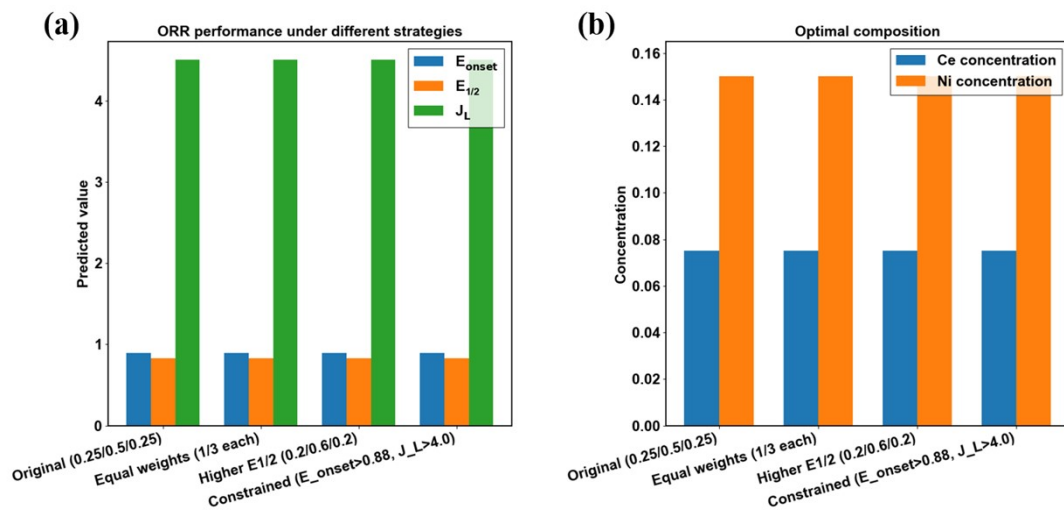 (a)
ORR performance under different strategies
E_onset
E_1/2
J_L
Predicted value
4
3
2
1
0
Original (0.25/0.5/0.25)
Equal weights (1/3 each)
Higher E1/2 (0.2/0.6/0.2)
Constrained (E_onset>0.88, J_L>4.0)
(b)
Optimal composition
Ce concentration
Ni concentration
Concentration
0.16
0.14
0.12
0.10
0.08
0.06
0.04
0.02
0.00
Original (0.25/0.5/0.25)
Equal weights (1/3 each)
Higher E1/2 (0.2/0.6/0.2)
Constrained (E_onset>0.88, J_L>4.0)